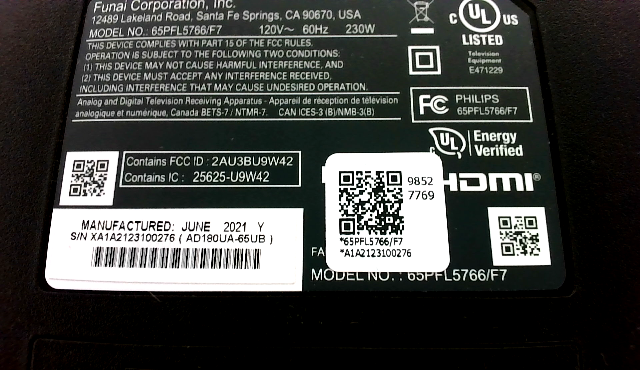 Funai Corporation, Inc.
12489 Lakeland Road, Santa Fe Springs, CA 90670, USA
MODEL NO.: 65PFL5766/F7 120V~ 60Hz 230W
THIS DEVICE COMPLIES WITH PART 15 OF THE FCC RULES.
OPERATION IS SUBJECT TO THE FOLLOWING TWO CONDITIONS:
(1) THIS DEVICE MAY NOT CAUSE HARMFUL INTERFERENCE, AND
(2) THIS DEVICE MUST ACCEPT ANY INTERFERENCE RECEIVED,
INCLUDING INTERFERENCE THAT MAY CAUSE UNDESIRED OPERATION.
Analog and Digital Television Receiving Apparatus - Appareil de réception de télévision
analogique et numérique, Canada BETS-7 / NTMR-7. CAN ICES-3 (B)/NMB-3(B)
C UL US
LISTED
Television
Equipment
E471229
FC PHILIPS
65PFL5766/F7
UL Energy
Verified
Contains FCC ID : 2AU3BU9W42
Contains IC : 25625-U9W42
HDMI®
9852
7769
*65PFL5766/F7
*A1A2123100276
MANUFACTURED: JUNE 2021 Y
S/N XA1A2123100276 ( AD180UA-65UB )
FA
MODEL NO. : 65PFL5766/F7